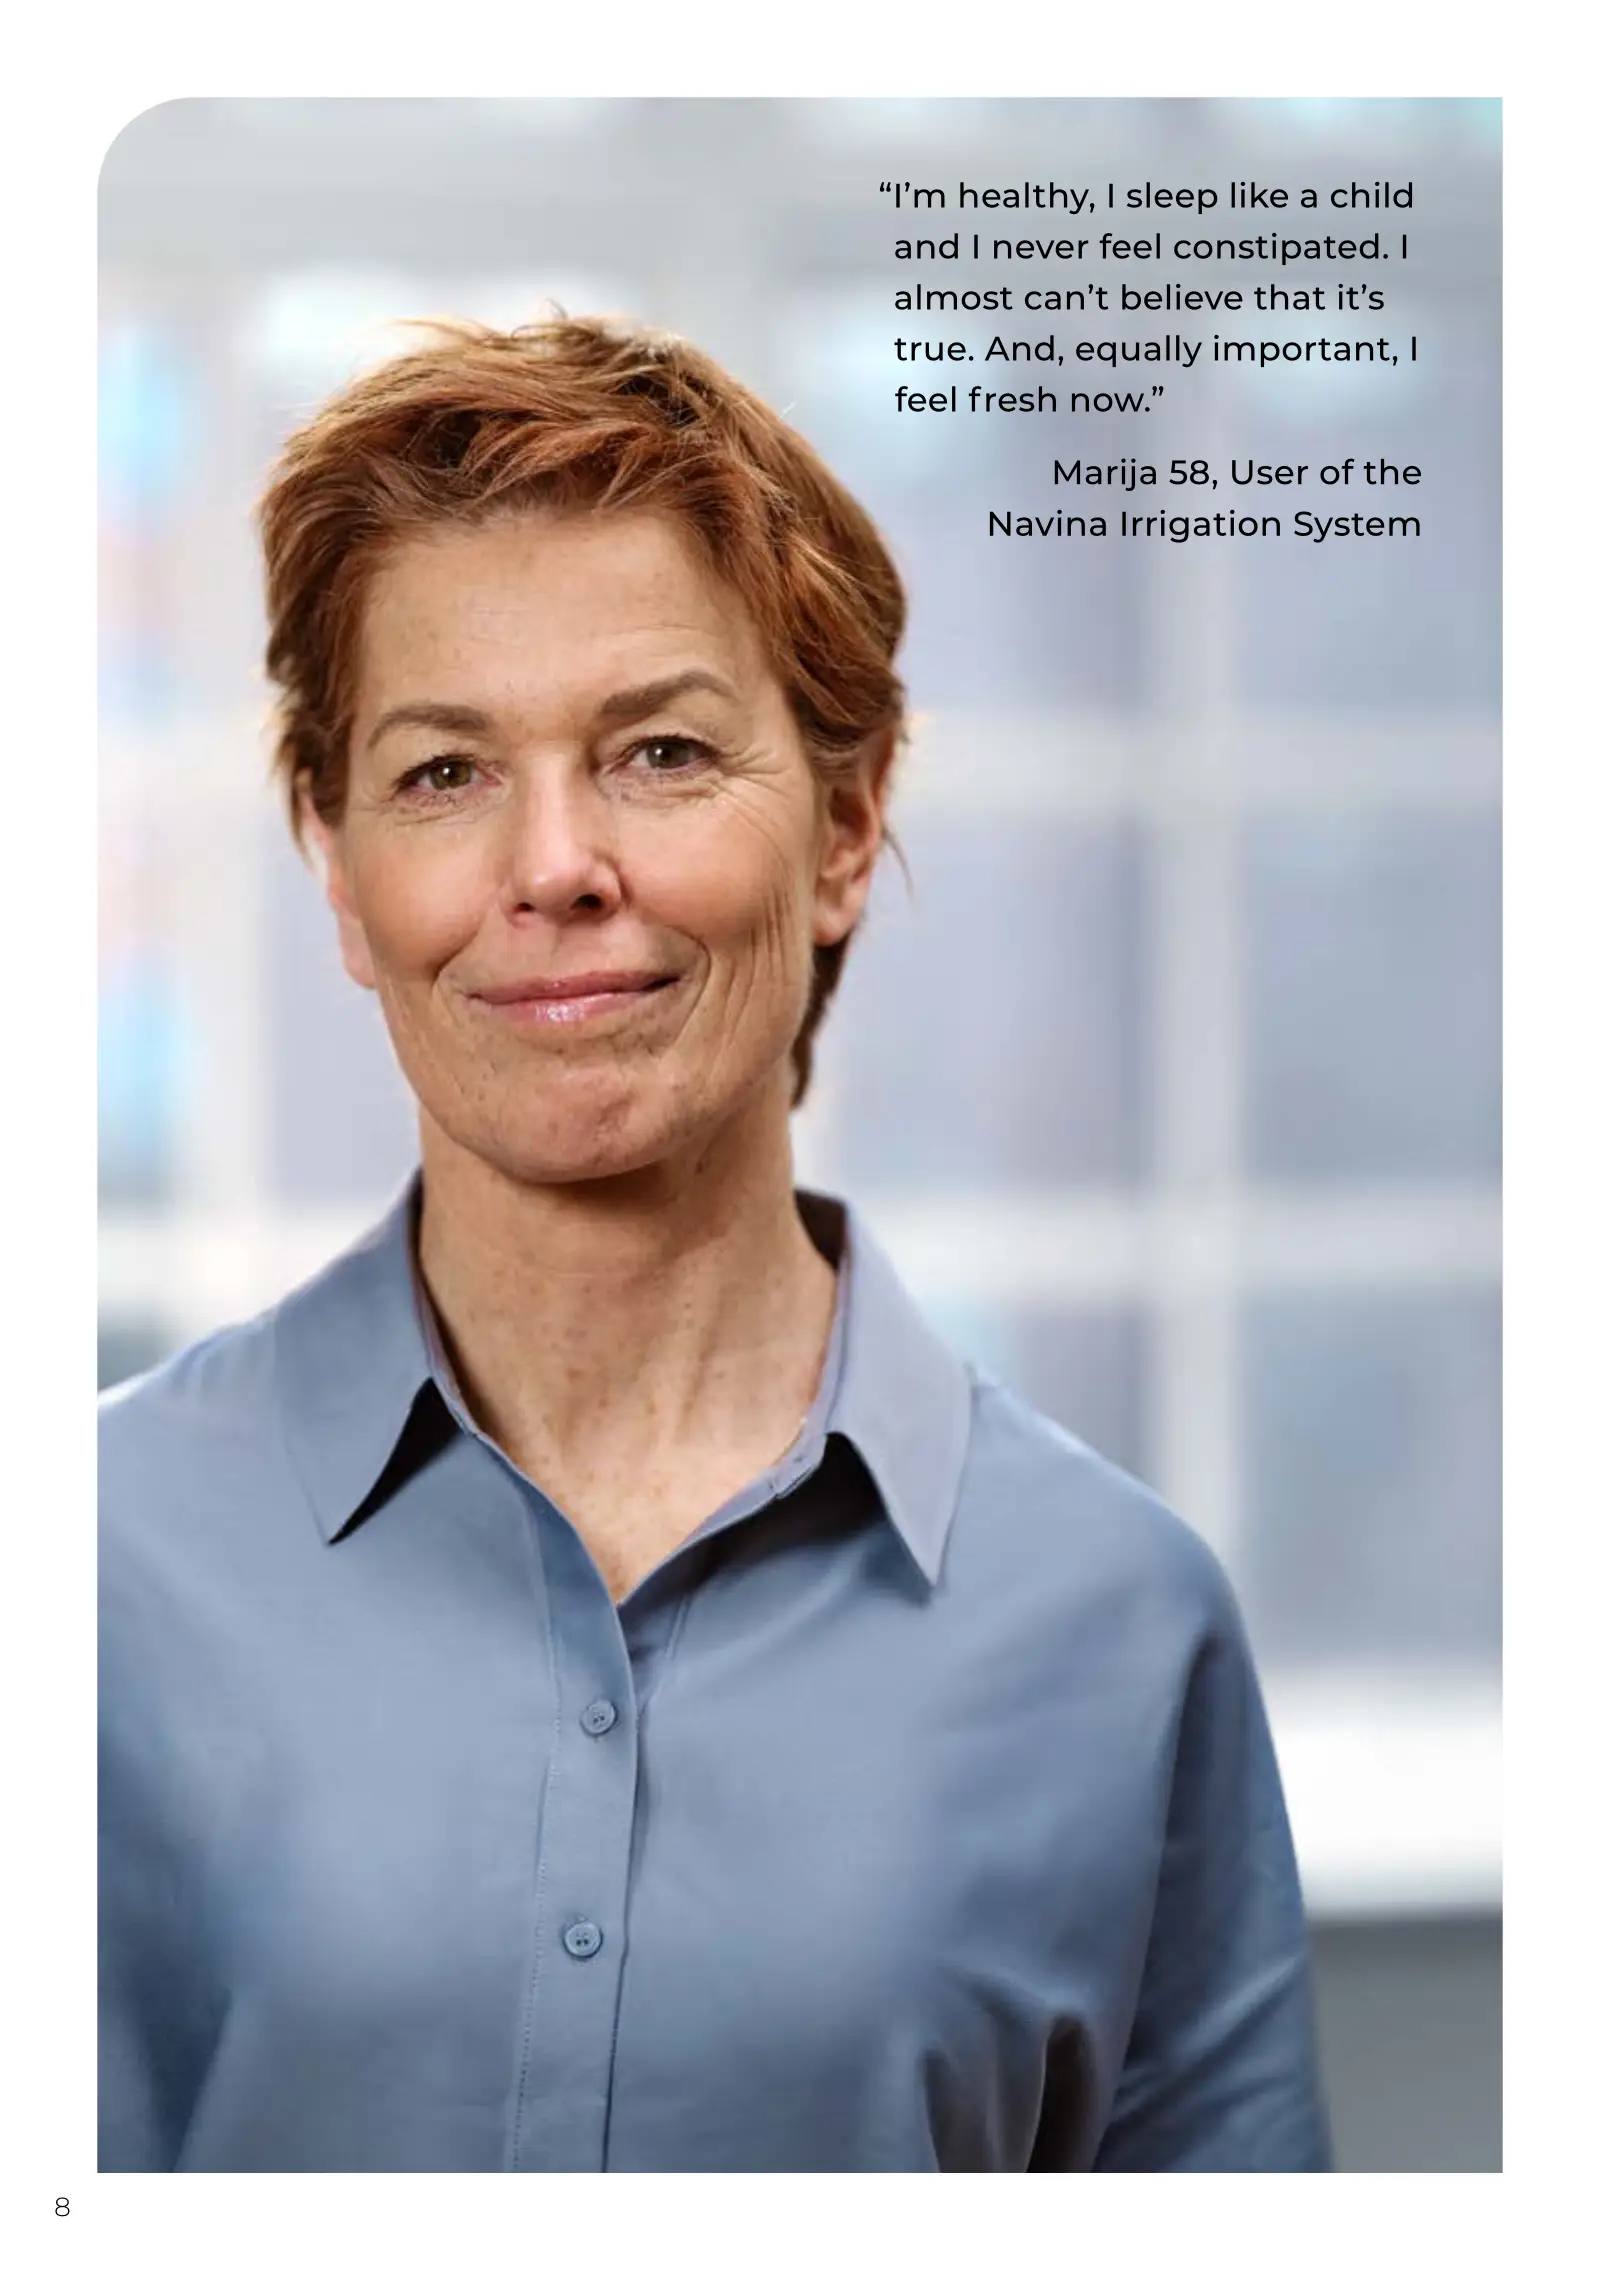 “I’m healthy, I sleep like a child
and I never feel constipated. I
almost can’t believe that it’s
true. And, equally important, I
feel fresh now.”
Marija 58, User of the
Navina Irrigation System
8